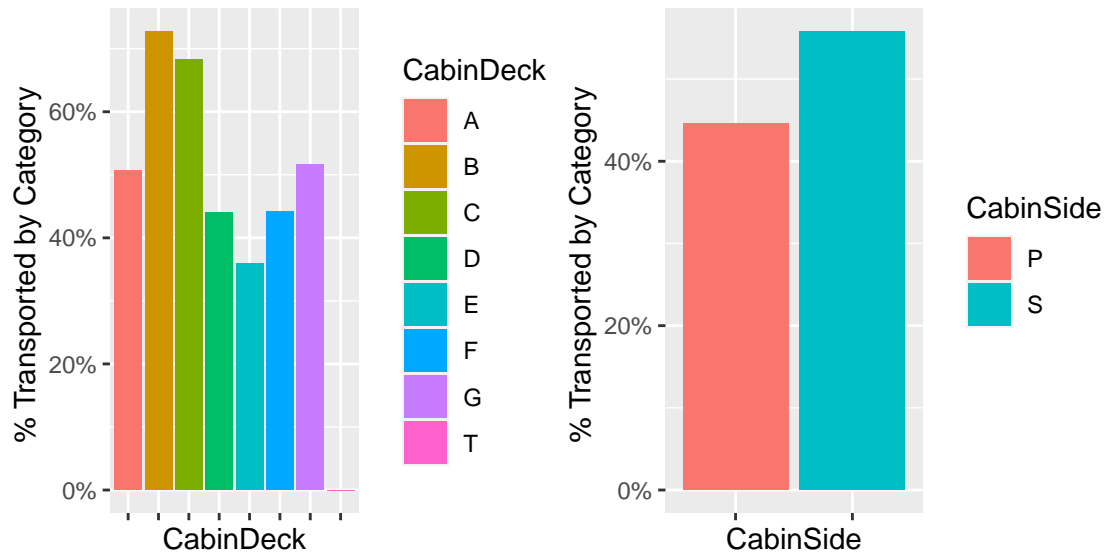 % Transported by Category
60%
40%
20%
0%
CabinDeck
CabinDeck
A
B
C
D
E
F
G
T
% Transported by Category
40%
20%
0%
CabinSide
CabinSide
P
S